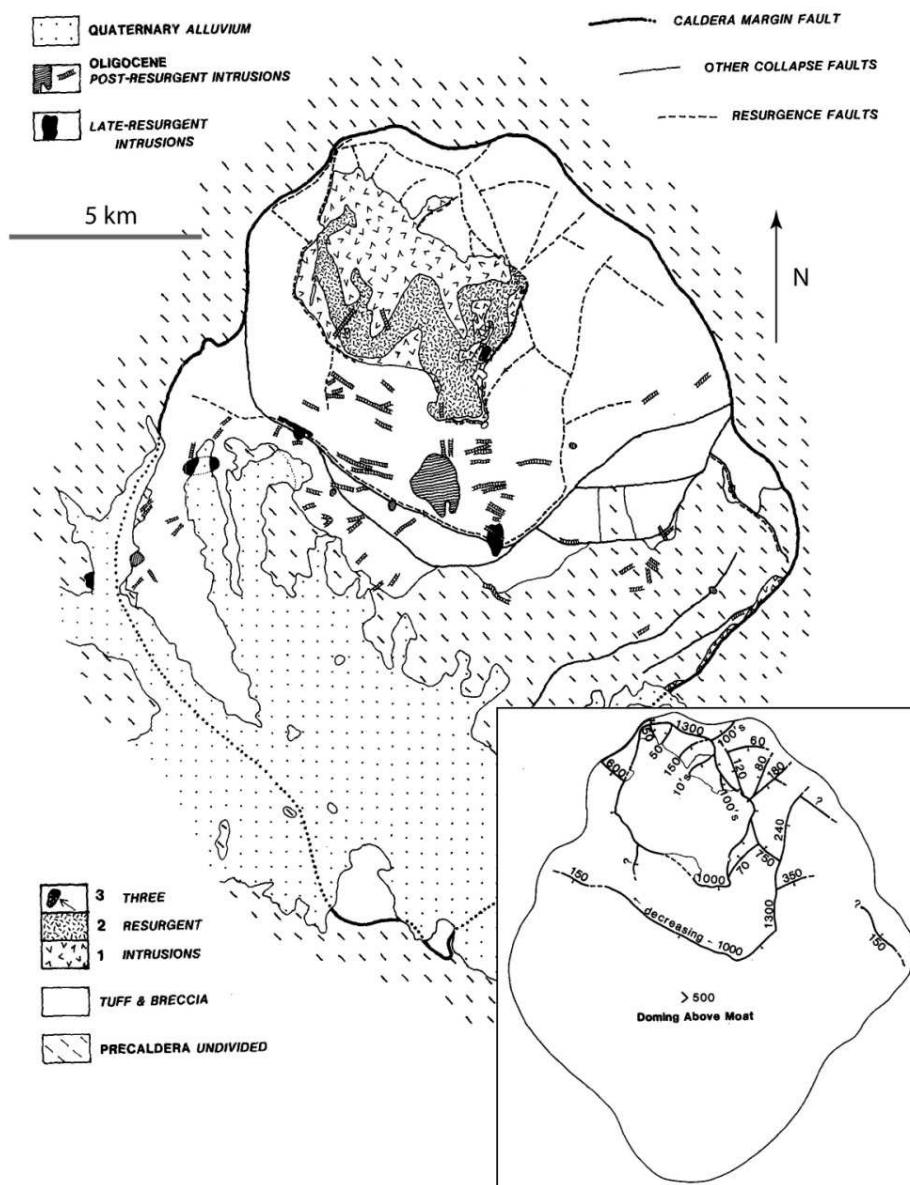 QUATERNARY ALLUVIUM
OLIGOCENE
POST-RESURGENT INTRUSIONS
LATE-RESURGENT
INTRUSIONS
CALDERA MARGIN FAULT
OTHER COLLAPSE FAULTS
RESURGENCE FAULTS
5 km
N
3 THREE
2 RESURGENT
1 INTRUSIONS
TUFF & BRECCIA
PRECALDERA UNDIVIDED
1300
100's
60
50
50
150
120
80
180
600
10's
100's
?
240
?
1000
70
750
350
150
decreasing - 1000
1300
?
150
> 500
Doming Above Moat